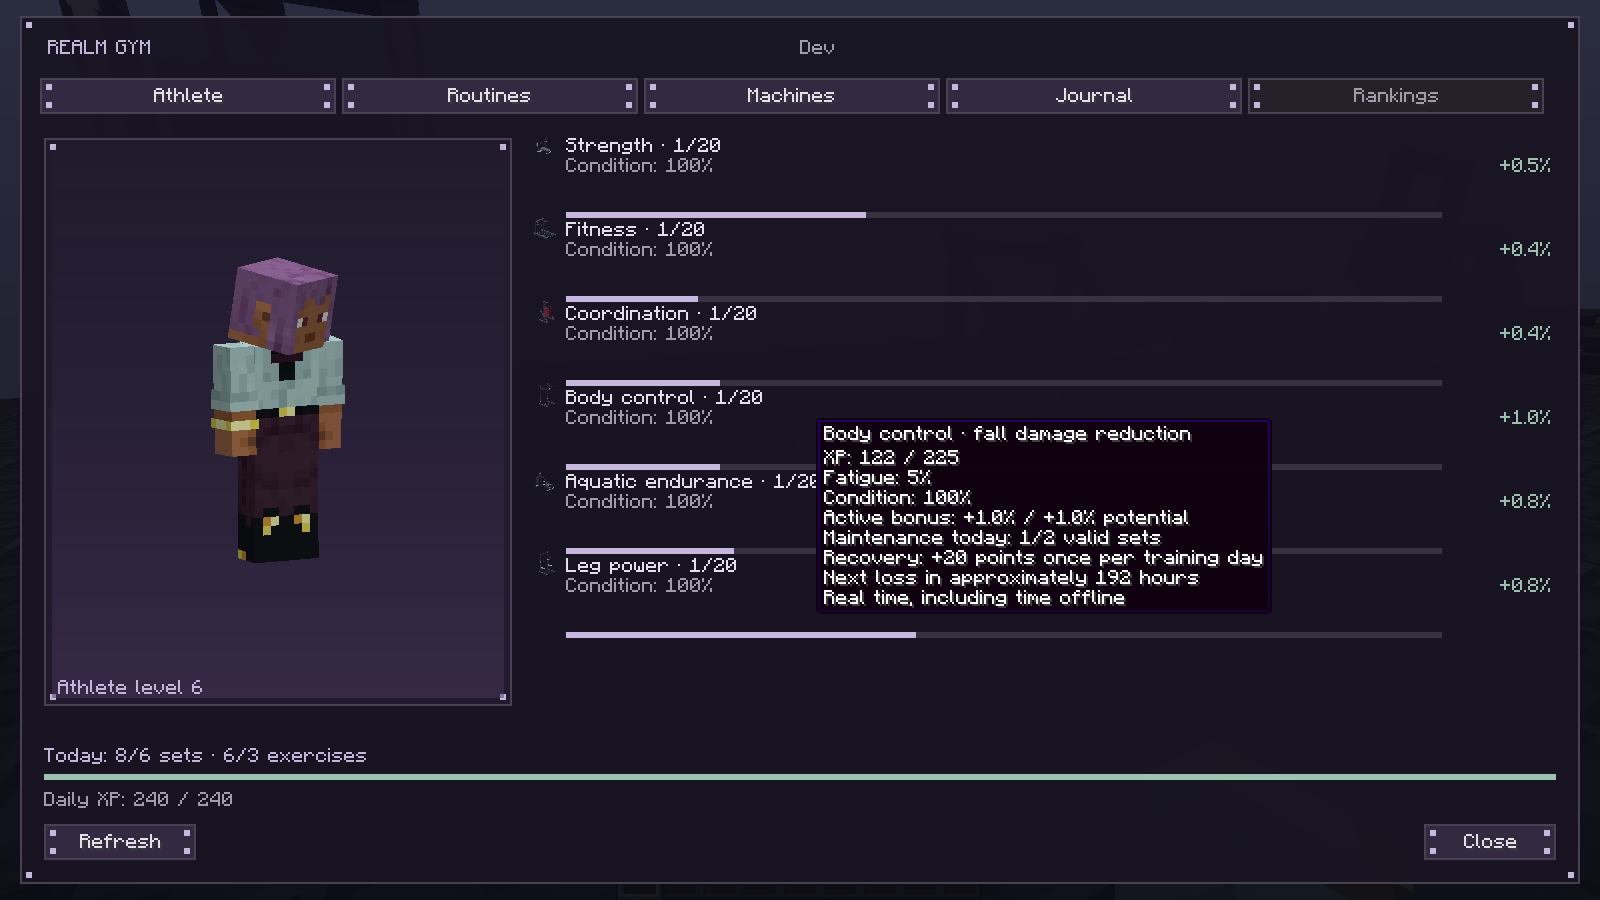 REALM GYM
Dev
Athlete
Routines
Machines
Journal
Rankings
Strength · 1/20
Condition: 100%
+0.5%
Fitness · 1/20
Condition: 100%
+0.4%
Coordination · 1/20
Condition: 100%
+0.4%
Body control · 1/20
Condition: 100%
+1.0%
Aquatic endurance · 1/20
Condition: 100%
+0.8%
Leg power · 1/20
Condition: 100%
+0.8%
Body control · fall damage reduction
XP: 122 / 225
Fatigue: 5%
Condition: 100%
Active bonus: +1.0% / +1.0% potential
Maintenance today: 1/2 valid sets
Recovery: +20 points once per training day
Next loss in approximately 192 hours
Real time, including time offline
Athlete level 6
Today: 8/6 sets · 6/3 exercises
Daily XP: 240 / 240
Refresh
Close